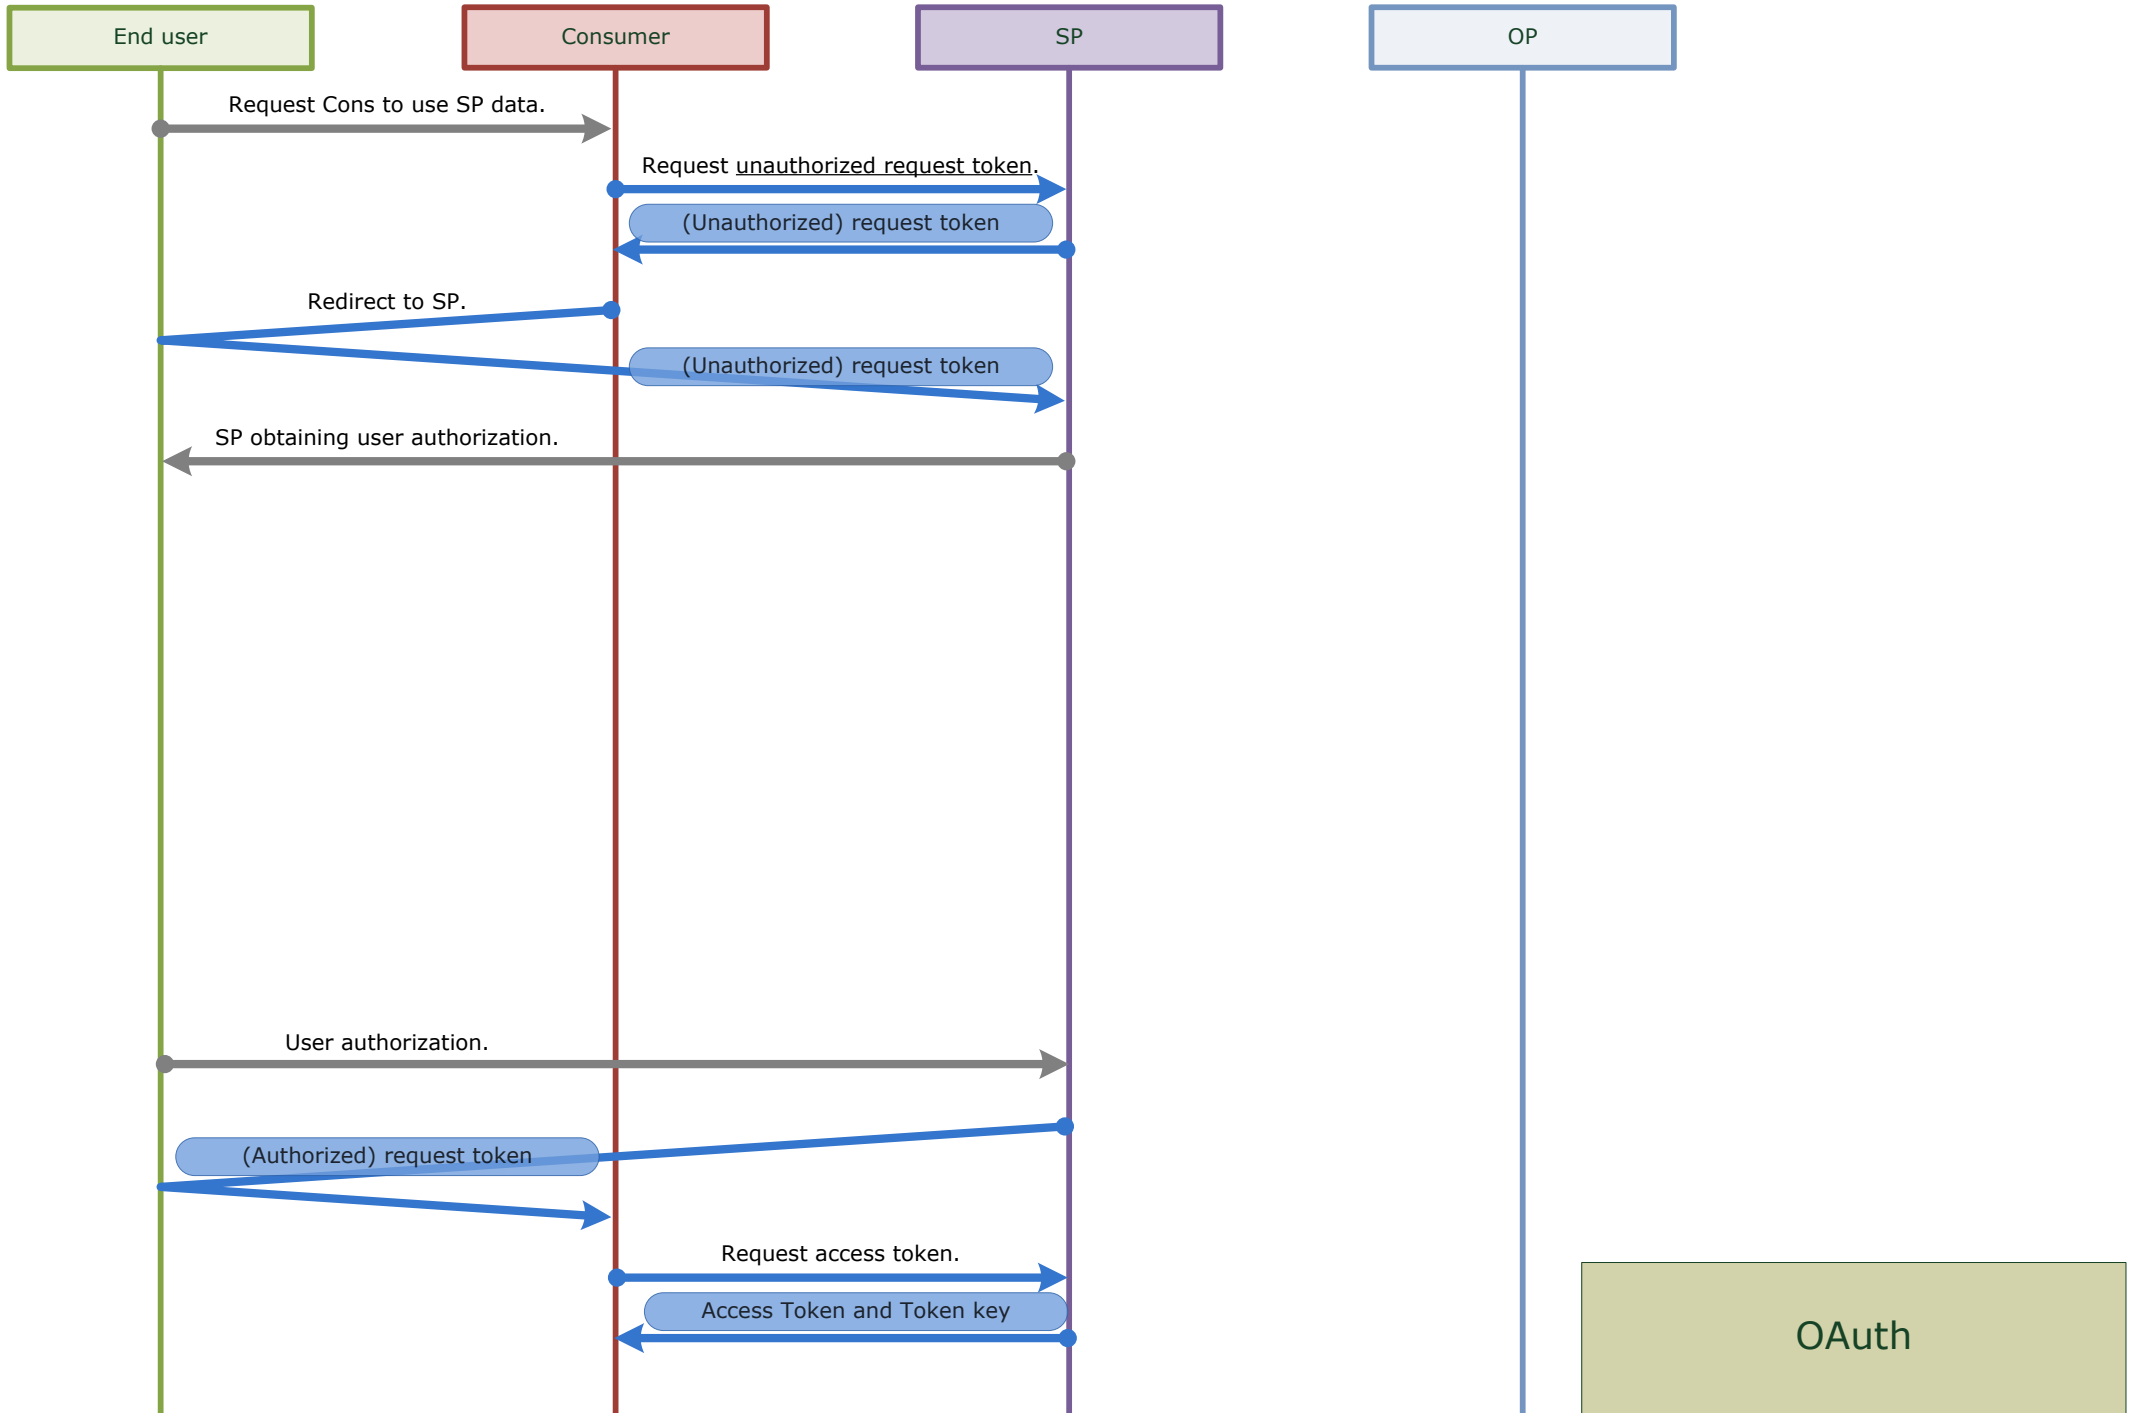 End user
Consumer
SP
OP
Request Cons to use SP data.
Request unauthorized request token.
(Unauthorized) request token
Redirect to SP.
(Unauthorized) request token
SP obtaining user authorization.
User authorization.
(Authorized) request token
Request access token.
Access Token and Token key
OAuth